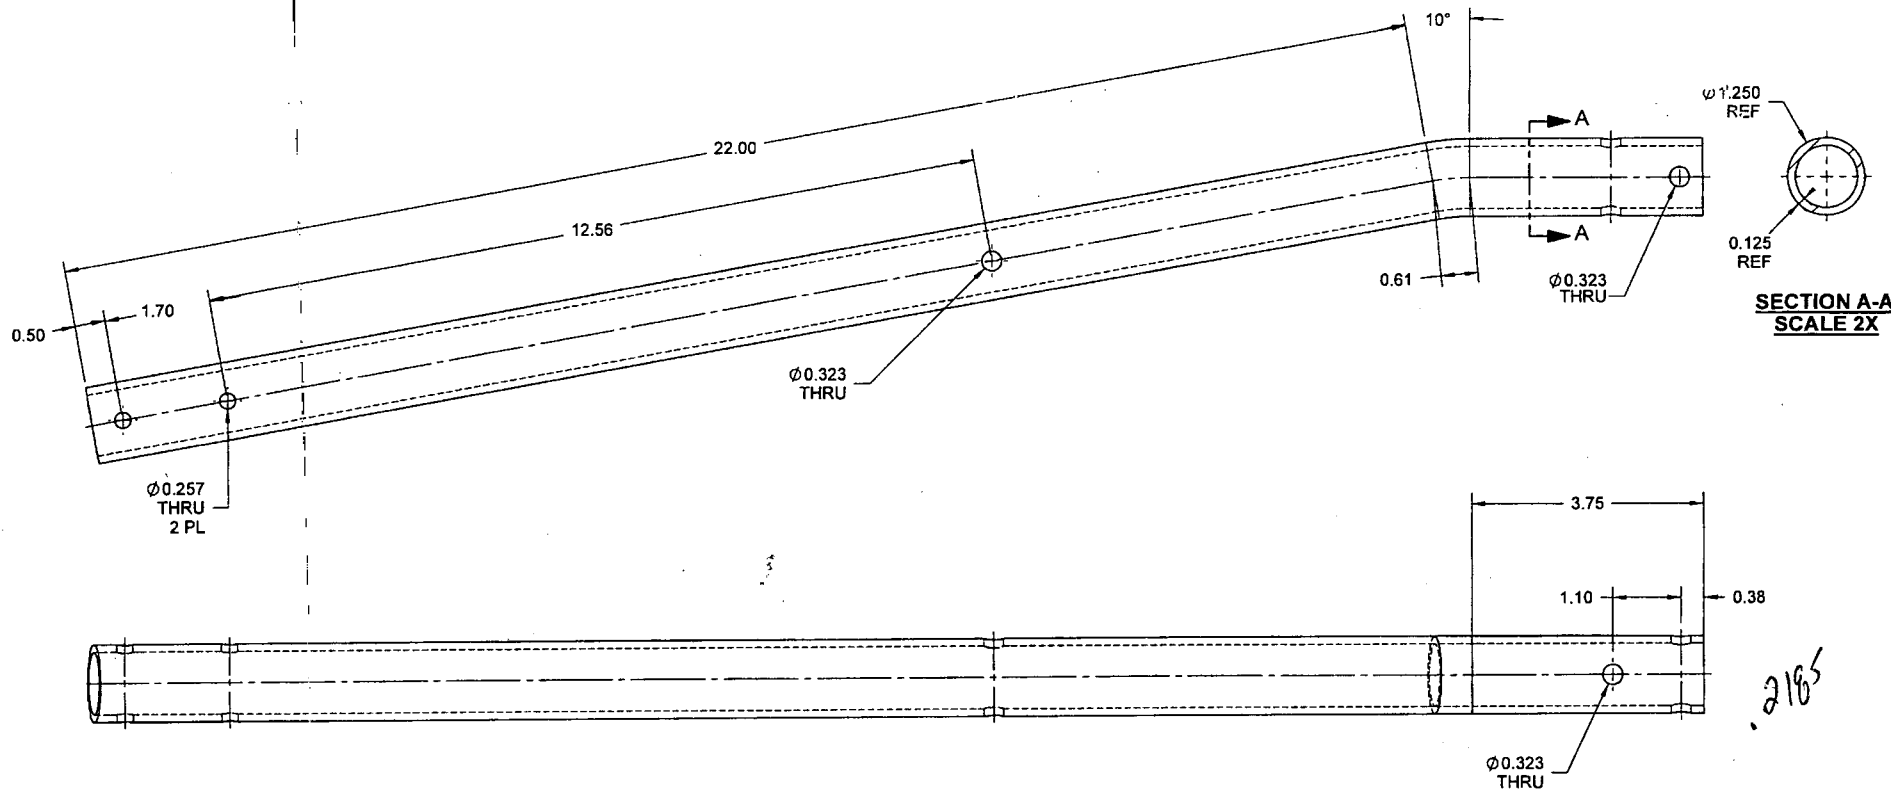 10°
Ø1.250
REF
A
22.00
12.56
A
0.61
Ø0.323
THRU
0.125
REF
SECTION A-A
SCALE 2X
0.50
1.70
Ø0.323
THRU
Ø0.257
THRU
2 PL
3.75
1.10
0.38
.2185
Ø0.323
THRU